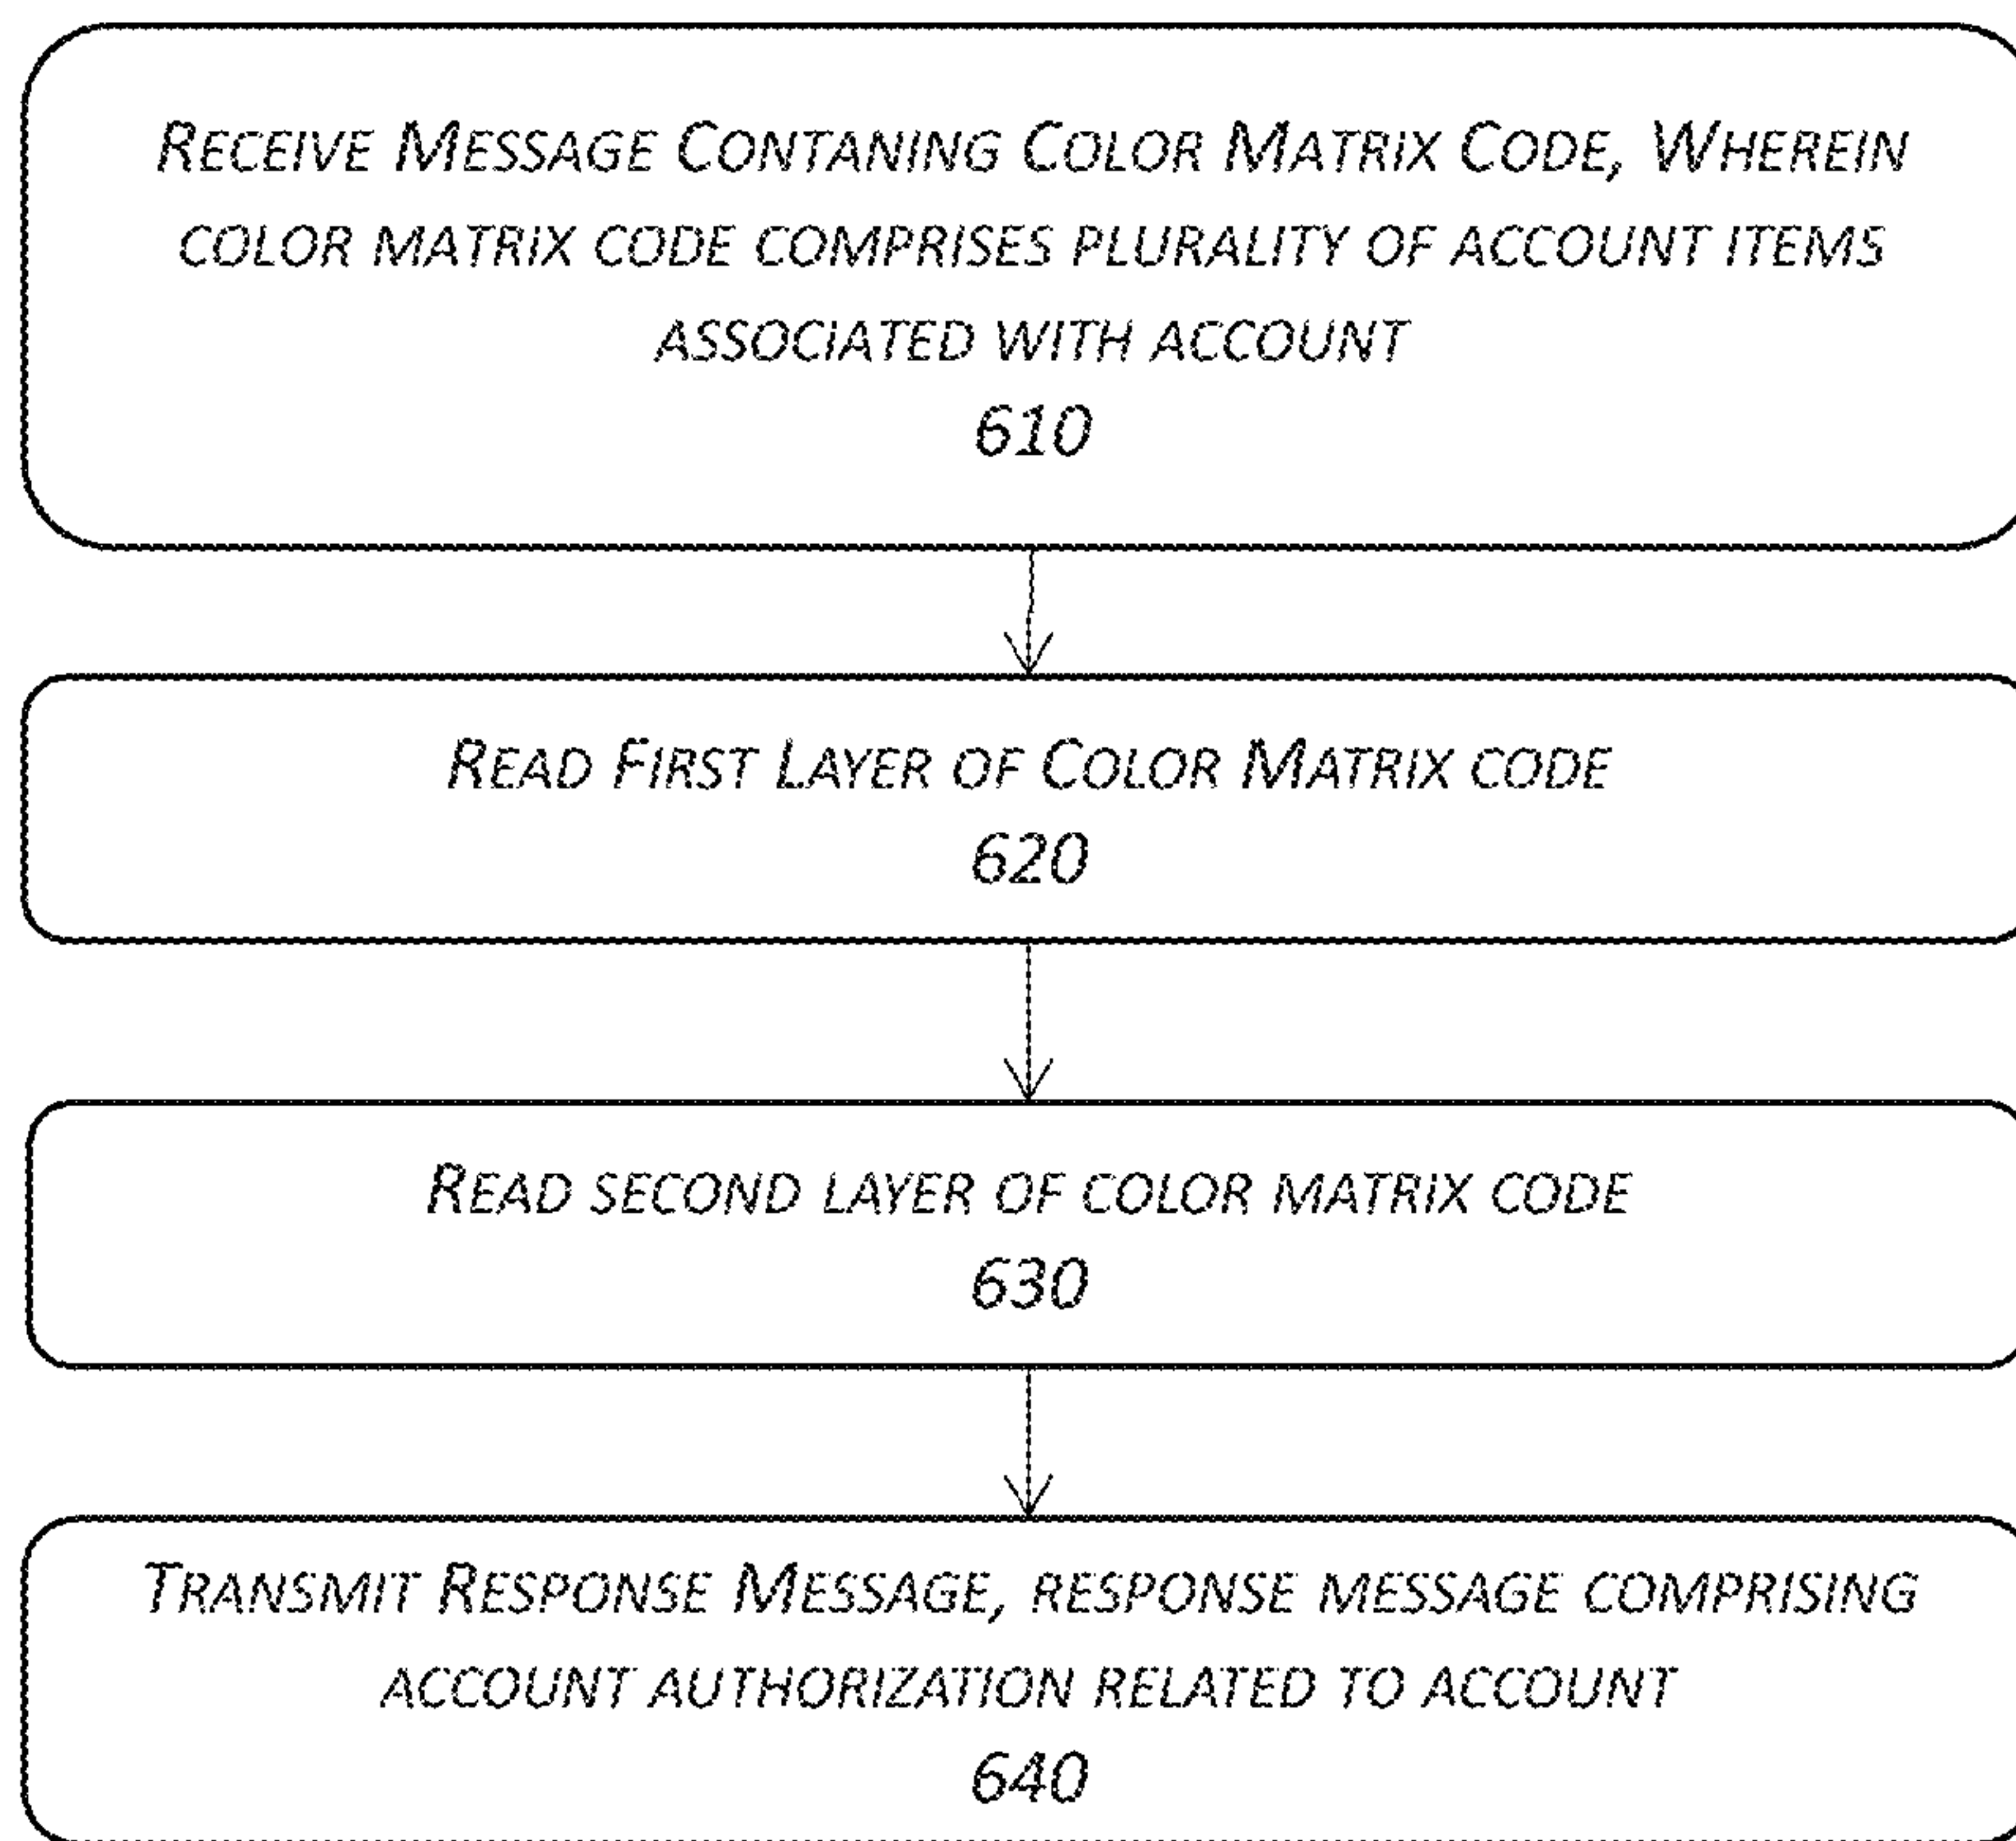 RECEIVE MESSAGE CONTANING COLOR MATRIX CODE, WHEREIN
COLOR MATRIX CODE COMPRISES PLURALITY OF ACCOUNT ITEMS
ASSOCIATED WITH ACCOUNT
610
READ FIRST LAYER OF COLOR MATRIX CODE
620
READ SECOND LAYER OF COLOR MATRIX CODE
630
TRANSMIT RESPONSE MESSAGE, RESPONSE MESSAGE COMPRISING
ACCOUNT AUTHORIZATION RELATED TO ACCOUNT
640